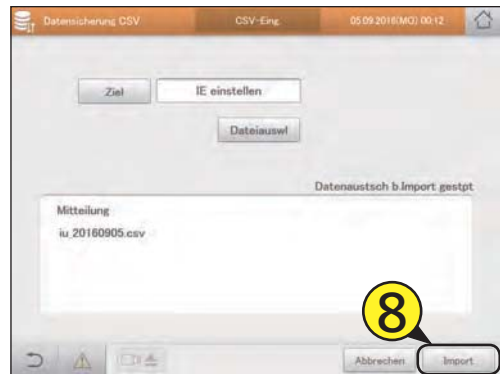 Datensicherung CSV CSV-Eing. 05.09.2016(MO) 00:12
Ziel IE einstellen
Dateiauswl
Datenaustsch b.Import gestpt
Mitteilung
iu_20160905.csv
8
Abbrechen Import